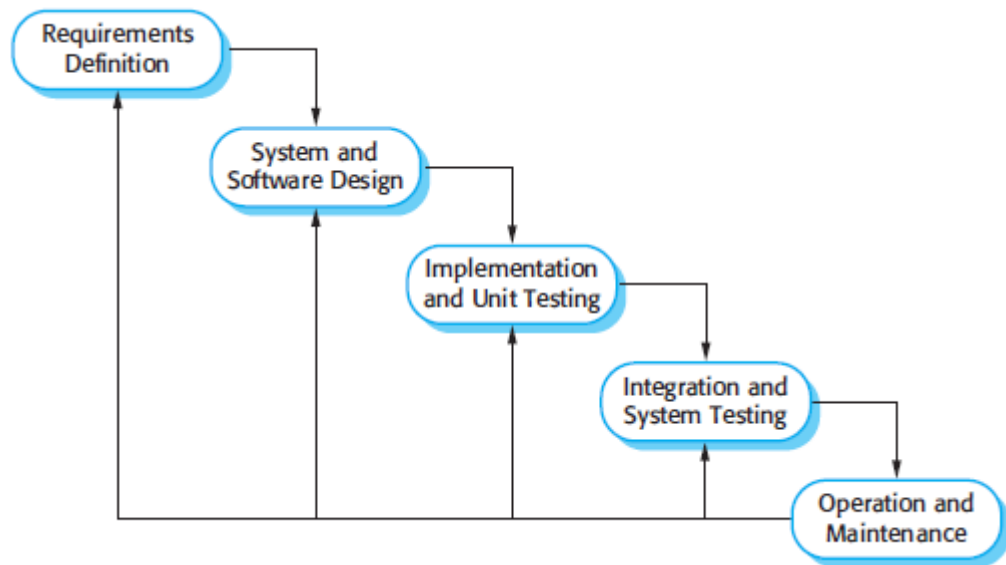 Requirements
Definition
System and
Software Design
Implementation
and Unit Testing
Integration and
System Testing
Operation and
Maintenance